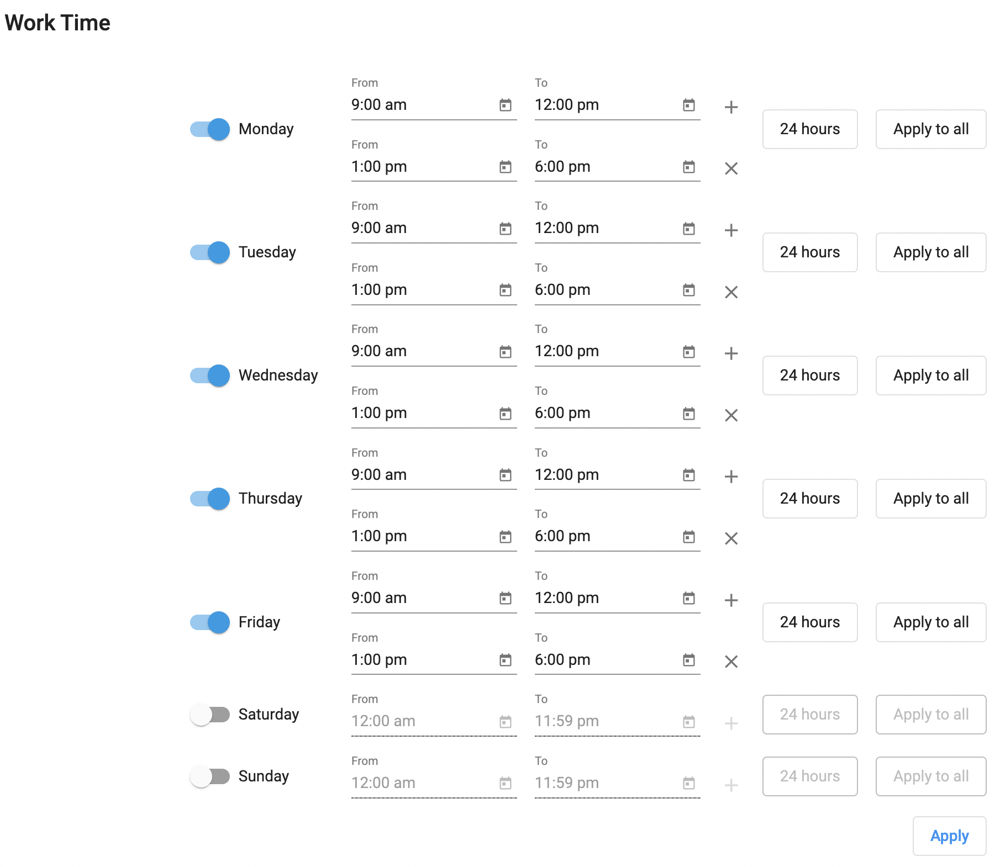 Work Time
From To
9:00 am 12:00 pm
Monday 24 hours Apply to all
From To
1:00 pm 6:00 pm
From To
9:00 am 12:00 pm
Tuesday 24 hours Apply to all
From To
1:00 pm 6:00 pm
From To
9:00 am 12:00 pm
Wednesday 24 hours Apply to all
From To
1:00 pm 6:00 pm
From To
9:00 am 12:00 pm
Thursday 24 hours Apply to all
From To
1:00 pm 6:00 pm
From To
9:00 am 12:00 pm
Friday 24 hours Apply to all
From To
1:00 pm 6:00 pm
From To
Saturday 12:00 am 11:59 pm 24 hours Apply to all
From To
Sunday 12:00 am 11:59 pm 24 hours Apply to all
Apply